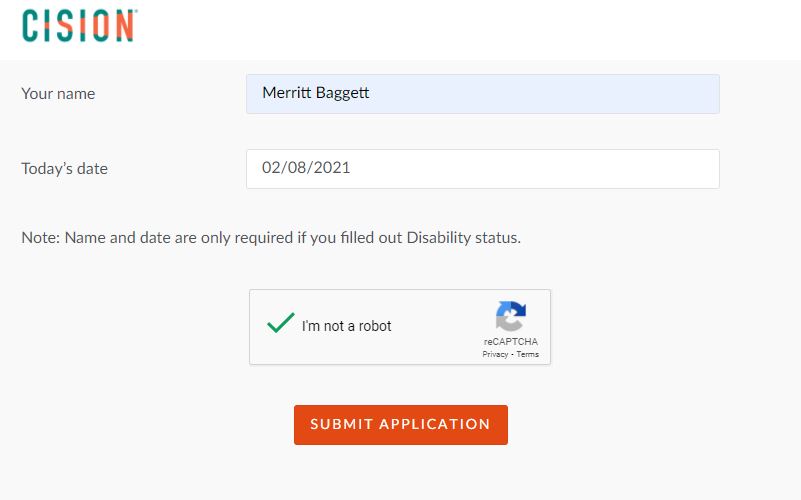 CISION
Your name
Merritt Baggett
Today's date
02/08/2021
Note: Name and date are only required if you filled out Disability status.
I'm not a robot
reCAPTCHA
Privacy - Terms
SUBMIT APPLICATION